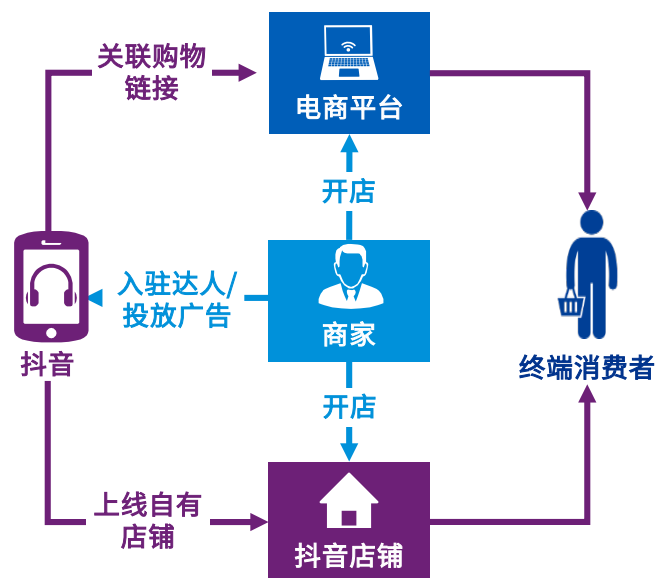 关联购物
链接
电商平台
开店
入驻达人/
投放广告
商家
抖音
终端消费者
开店
上线自有
店铺
抖音店铺